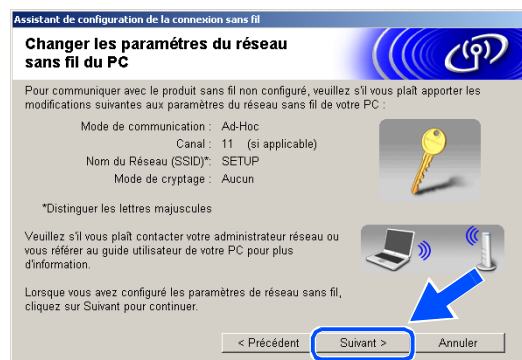 Assistant de configuration de la connexion sans fil
Changer les paramétres du réseau
sans fil du PC
Pour communiquer avec le produit sans fil non configuré, veuillez s'il vous plaît apporter les
modifications suivantes aux paramètres du réseau sans fil de votre PC :
Mode de communication : Ad-Hoc
Canal : 11 (si applicable)
Nom du Réseau (SSID)*: SETUP
Mode de cryptage : Aucun
*Distinguer les lettres majuscules
Veuillez s'il vous plaît contacter votre administrateur réseau ou
vous référer au guide utilisateur de votre PC pour plus
d'information.
Lorsque vous avez configuré les paramètres de réseau sans fil,
cliquez sur Suivant pour continuer.
< Précédent Suivant > Annuler